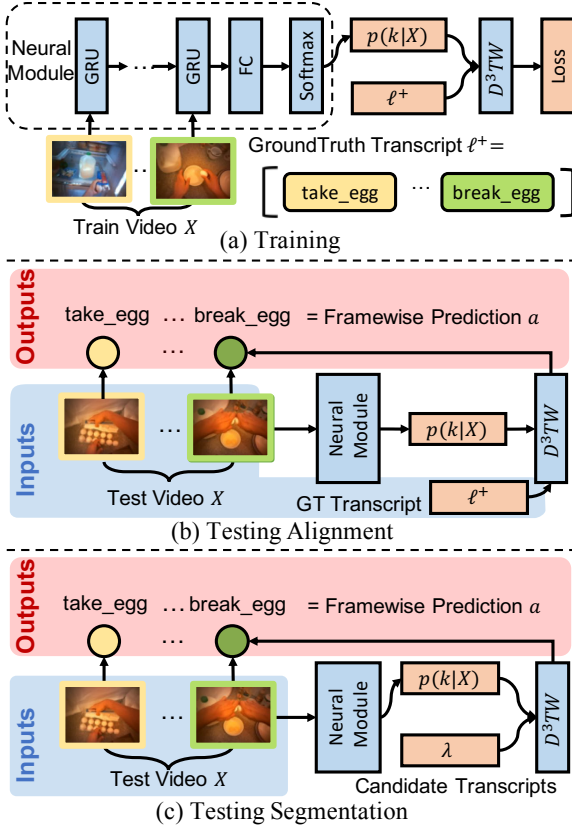 Neural
Module
GRU
...
GRU
FC
Softmax
p(k|X)
ℓ⁺
D³TW
Loss
GroundTruth Transcript ℓ⁺=
[ take_egg ... break_egg ]
...
Train Video X
(a) Training
Outputs
take_egg ... break_egg = Framewise Prediction a
...
Inputs
...
Test Video X
Neural
Module
p(k|X)
D³TW
GT Transcript
ℓ⁺
(b) Testing Alignment
Outputs
take_egg ... break_egg = Framewise Prediction a
...
Inputs
...
Test Video X
Neural
Module
p(k|X)
λ
D³TW
Candidate Transcripts
(c) Testing Segmentation